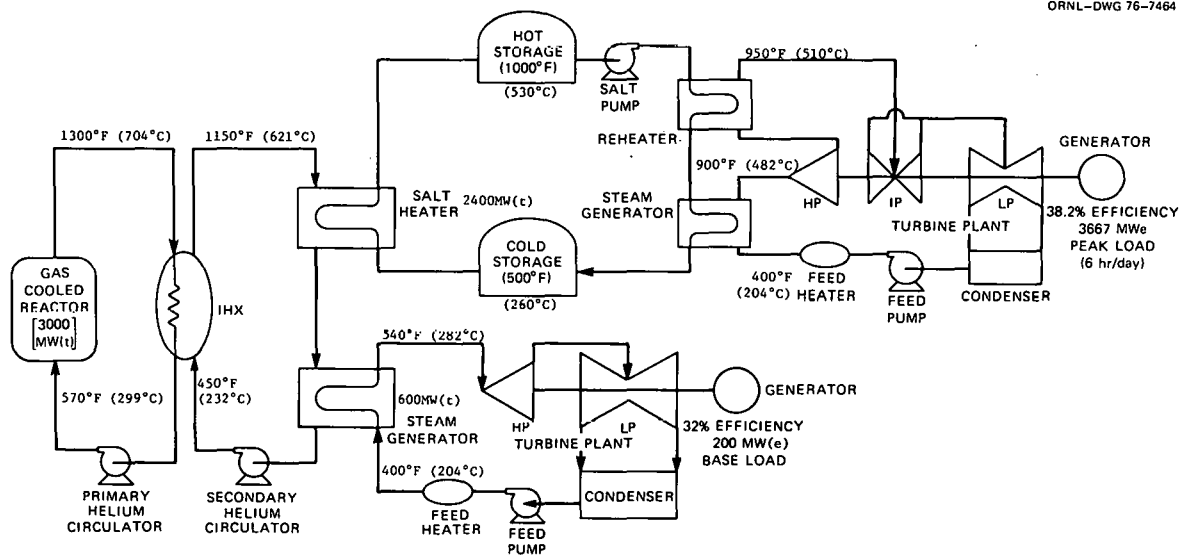 ORNL-DWG 76-7464
HOT
STORAGE
(1000°F)
(530°C)
SALT
PUMP
950°F (510°C)
REHEATER
1300°F (704°C)
1150°F (621°C)
SALT
HEATER
2400MW(t)
900°F (482°C)
STEAM
GENERATOR
HP
IP
LP
TURBINE PLANT
GENERATOR
38.2% EFFICIENCY
3667 MWe
PEAK LOAD
(6 hr/day)
COLD
STORAGE
(500°F)
(260°C)
400°F
(204°C)
FEED
HEATER
FEED
PUMP
CONDENSER
GAS
COOLED
REACTOR
[3000
MW(t)]
IHX
570°F (299°C)
450°F
(232°C)
540°F (282°C)
600MW(t)
STEAM
GENERATOR
HP
LP
TURBINE PLANT
GENERATOR
32% EFFICIENCY
200 MW(e)
BASE LOAD
400°F (204°C)
CONDENSER
PRIMARY
HELIUM
CIRCULATOR
SECONDARY
HELIUM
CIRCULATOR
FEED
HEATER
FEED
PUMP